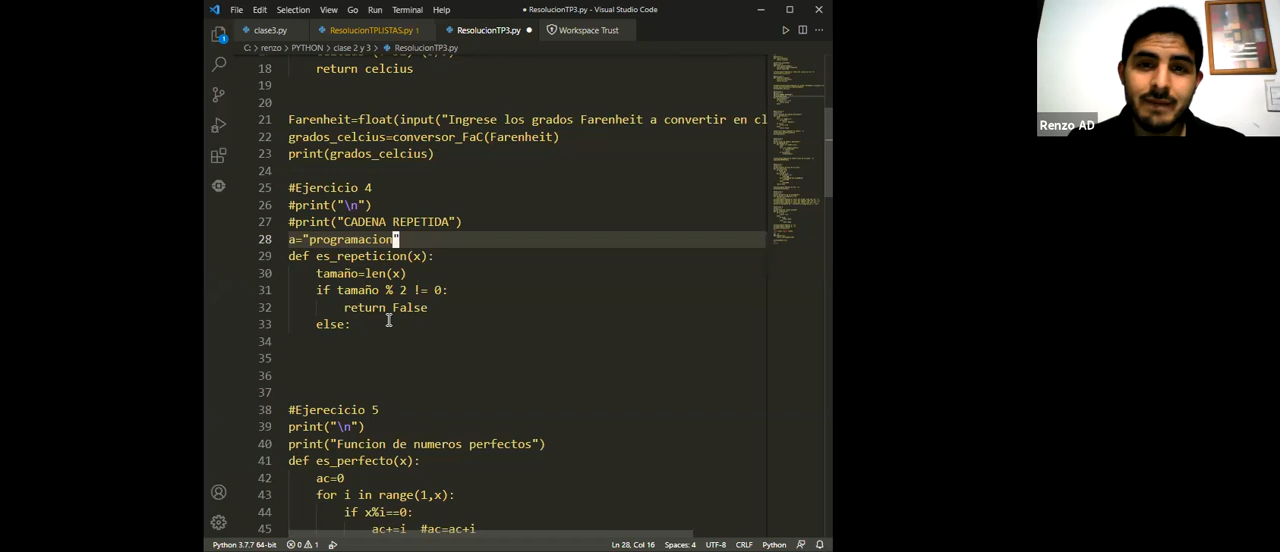 File Edit Selection View Go Run Terminal ● ResolucionTP3.py - Visual Studio Code
clase3.py ResolucionTPLISTAS.py 1 ResolucionTP3.py ● Workspace Trust
C: > renzo > PYTHON > clase 2 y 3 > ResolucionTP3.py
18 return celcius
19
20
21 Farenheit=float(input("Ingrese los grados Farenheit a convertir en cl
22 grados_celcius=conversor_FaC(Farenheit)
23 print(grados_celcius)
24
25 #Ejercicio 4
26 #print("\n")
27 #print("CADENA REPETIDA")
28 a="programacion"
29 def es_repeticion(x):
30 tamaño=len(x)
31 if tamaño % 2 != 0:
32 return False
33 else:
34
35
36
37
38 #Ejerecicio 5
39 print("\n")
40 print("Funcion de numeros perfectos")
41 def es_perfecto(x):
42 ac=0
43 for i in range(1,x):
44 if x%i==0:
45 ac+=i #ac=ac+i
Python 3.7.7 64-bit 0 1 Ln 28, Col 16 Spaces: 4 UTF-8 CRLF Python
Renzo AD